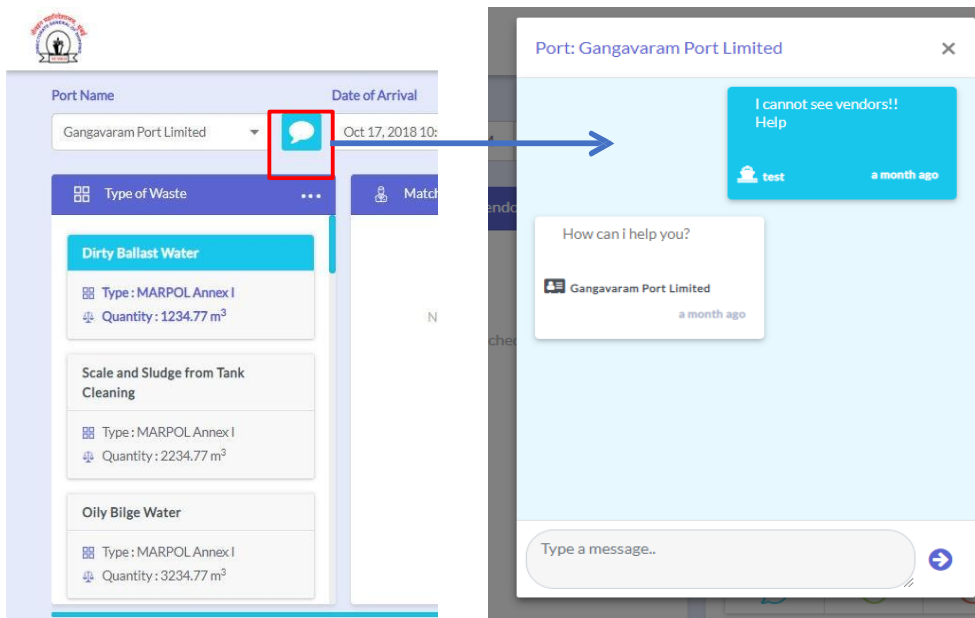 Port Name
Date of Arrival
Gangavaram Port Limited
Oct 17, 2018 10:
Type of Waste
Match
Dirty Ballast Water
Type : MARPOL Annex I
Quantity : 1234.77 m³
N
Scale and Sludge from Tank
Cleaning
Type : MARPOL Annex I
Quantity : 2234.77 m³
Oily Bilge Water
Type : MARPOL Annex I
Quantity : 3234.77 m³
Port: Gangavaram Port Limited
×
I cannot see vendors!!
Help
test
a month ago
endo
How can i help you?
Gangavaram Port Limited
a month ago
ched
Type a message..